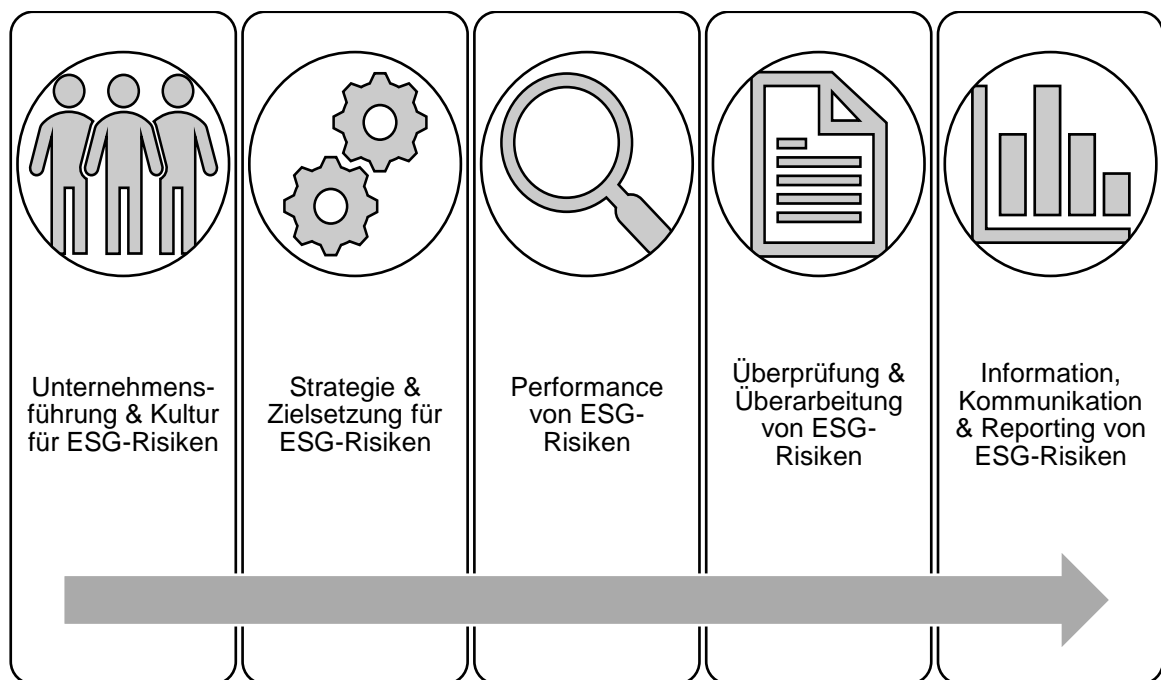 Unternehmens-
führung & Kultur
für ESG-Risiken
Strategie &
Zielsetzung für
ESG-Risiken
Performance
von ESG-
Risiken
Überprüfung &
Überarbeitung
von ESG-
Risiken
Information,
Kommunikation
& Reporting von
ESG-Risiken